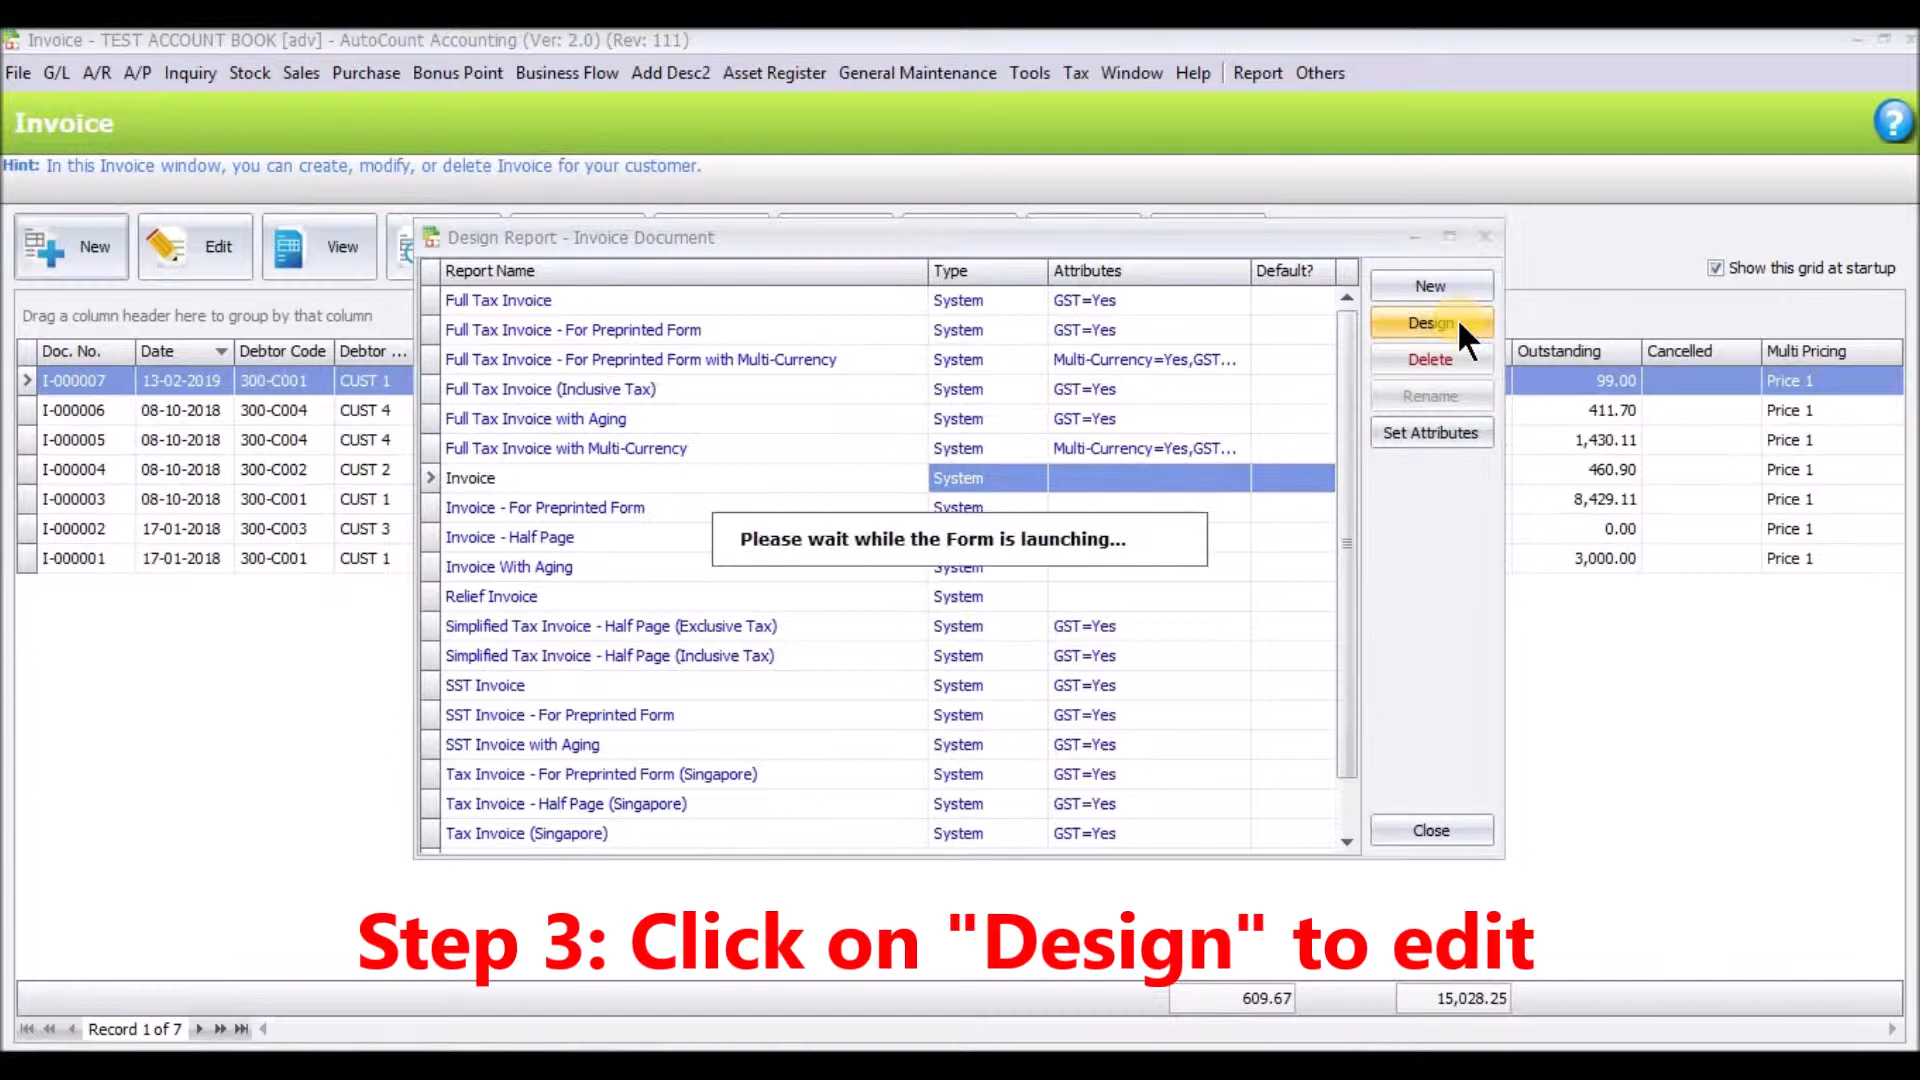 Invoice - TEST ACCOUNT BOOK [adv] - AutoCount Accounting (Ver: 2.0) (Rev: 111)
File G/L A/R A/P Inquiry Stock Sales Purchase Bonus Point Business Flow Add Desc2 Asset Register General Maintenance Tools Tax Window Help Report Others
Invoice
?
Hint: In this Invoice window, you can create, modify, or delete Invoice for your customer.
New Edit View
Show this grid at startup
Drag a column header here to group by that column
Doc. No. Date Debtor Code Debtor ... Outstanding Cancelled Multi Pricing
I-000007 13-02-2019 300-C001 CUST 1 99.00 Price 1
I-000006 08-10-2018 300-C004 CUST 4 411.70 Price 1
I-000005 08-10-2018 300-C004 CUST 4 1,430.11 Price 1
I-000004 08-10-2018 300-C002 CUST 2 460.90 Price 1
I-000003 08-10-2018 300-C001 CUST 1 8,429.11 Price 1
I-000002 17-01-2018 300-C003 CUST 3 0.00 Price 1
I-000001 17-01-2018 300-C001 CUST 1 3,000.00 Price 1
Design Report - Invoice Document
Report Name Type Attributes Default?
Full Tax Invoice System GST=Yes
Full Tax Invoice - For Preprinted Form System GST=Yes
Full Tax Invoice - For Preprinted Form with Multi-Currency System Multi-Currency=Yes,GST...
Full Tax Invoice (Inclusive Tax) System GST=Yes
Full Tax Invoice with Aging System GST=Yes
Full Tax Invoice with Multi-Currency System Multi-Currency=Yes,GST...
Invoice System
Invoice - For Preprinted Form System
Invoice - Half Page
Invoice With Aging System
Relief Invoice System
Simplified Tax Invoice - Half Page (Exclusive Tax) System GST=Yes
Simplified Tax Invoice - Half Page (Inclusive Tax) System GST=Yes
SST Invoice System GST=Yes
SST Invoice - For Preprinted Form System GST=Yes
SST Invoice with Aging System GST=Yes
Tax Invoice - For Preprinted Form (Singapore) System GST=Yes
Tax Invoice - Half Page (Singapore) System GST=Yes
Tax Invoice (Singapore) System GST=Yes
New
Design
Delete
Rename
Set Attributes
Close
Please wait while the Form is launching...
Step 3: Click on "Design" to edit
609.67 15,028.25
Record 1 of 7